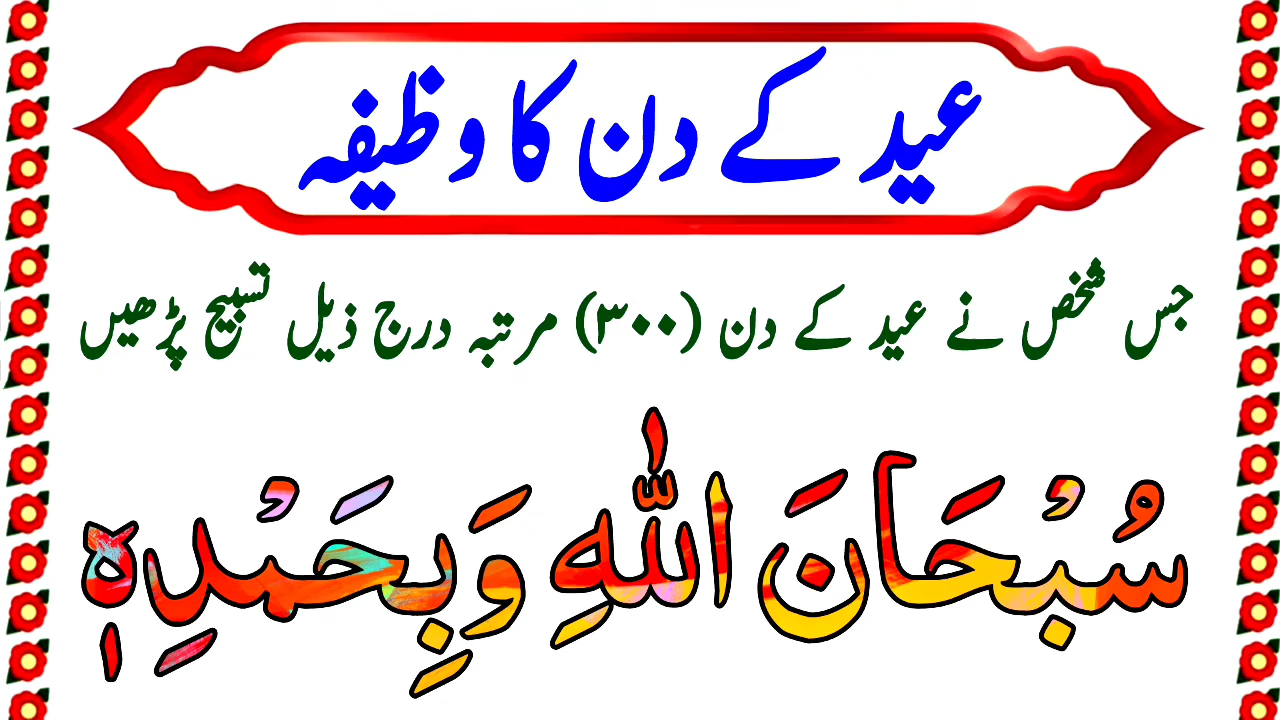 عید کے دن کا وظیفہ
جس شخص نے عید کے دن (۳۰۰) مرتبہ درج ذیل تسبیح پڑھیں
سُبْحَانَ اللّٰهِ وَبِحَمْدِهٖ